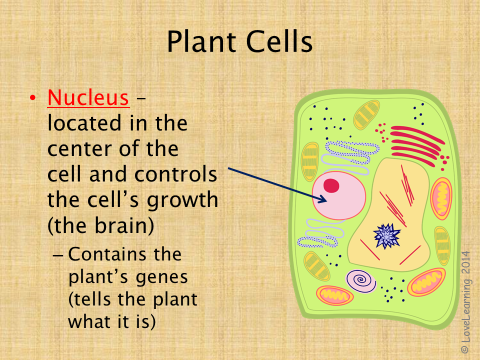 Plant Cells
• Nucleus –
located in the
center of the
cell and controls
the cell's growth
(the brain)
– Contains the
plant's genes
(tells the plant
what it is)
© LoveLearning 2014